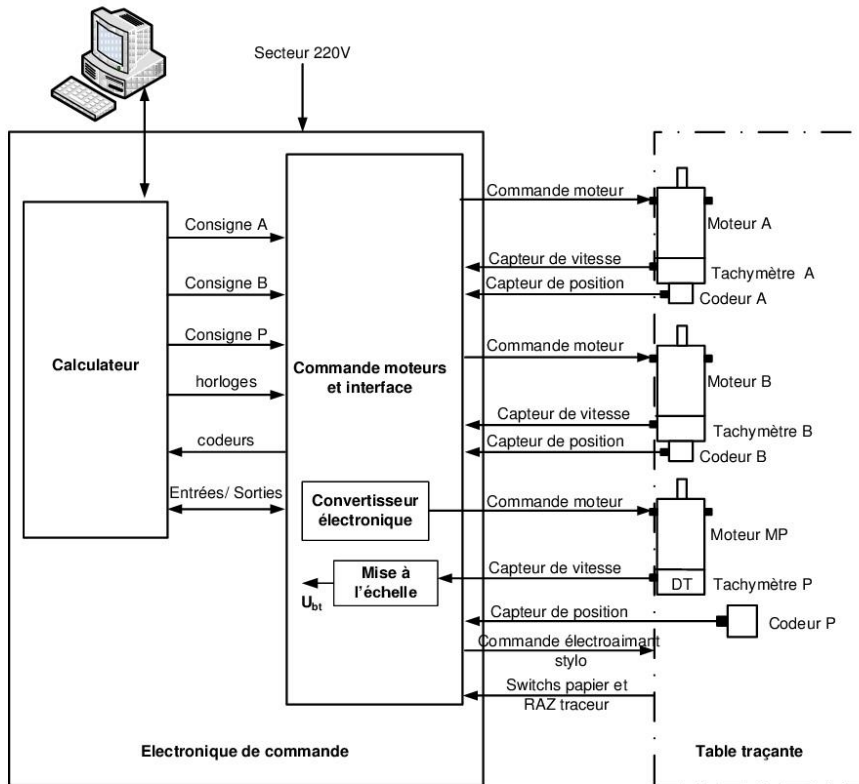 Secteur 220V
Commande moteur
Consigne A
Moteur A
Capteur de vitesse
Tachymètre A
Consigne B
Capteur de position
Codeur A
Consigne P
Commande moteur
Calculateur
Commande moteurs
et interface
horloges
Moteur B
Capteur de vitesse
Tachymètre B
codeurs
Capteur de position
Codeur B
Entrées/ Sorties
Convertisseur
électronique
Commande moteur
Moteur MP
Mise à
l'échelle
Capteur de vitesse
DT
Tachymètre P
Ubt
Capteur de position
Codeur P
Commande électroaimant
stylo
Switchs papier et
RAZ traceur
Electronique de commande
Table traçante